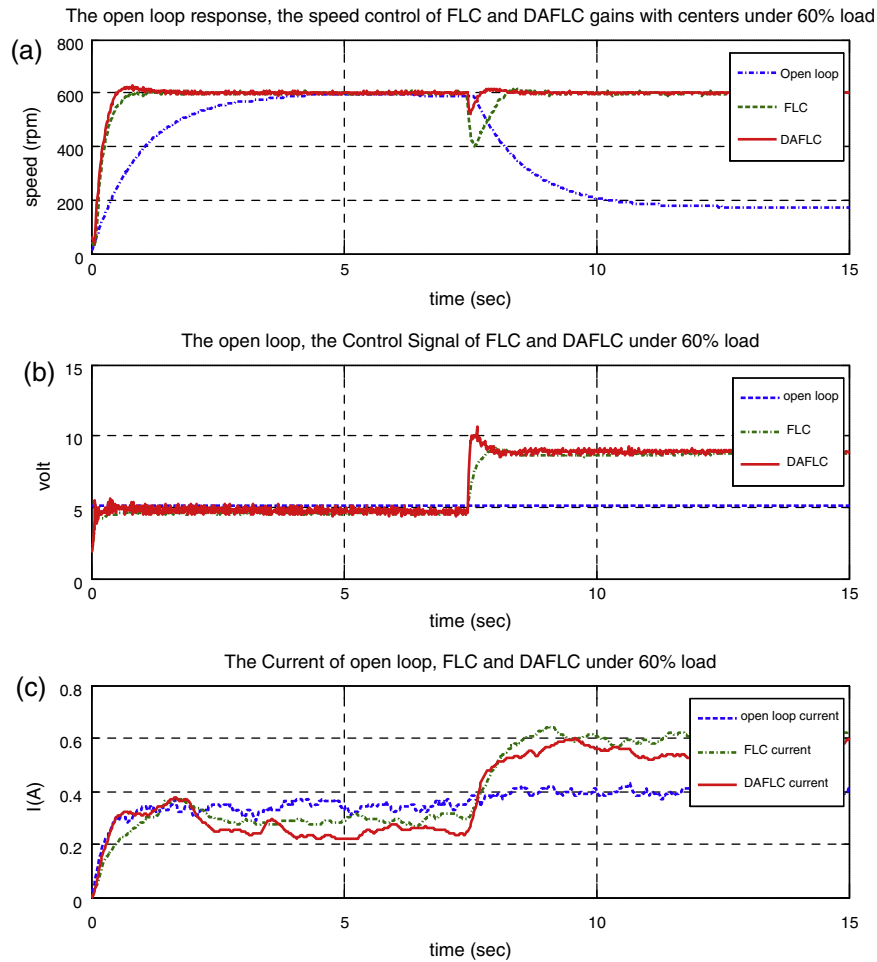 The open loop response, the speed control of FLC and DAFLC gains with centers under 60% load
(a)
800
600
400
200
0
speed (rpm)
Open loop
FLC
DAFLC
0 5 10 15
time (sec)
The open loop, the Control Signal of FLC and DAFLC under 60% load
(b)
15
10
5
0
volt
open loop
FLC
DAFLC
0 5 10 15
time (sec)
The Current of open loop, FLC and DAFLC under 60% load
(c)
0.8
0.6
0.4
0.2
0
I(A)
open loop current
FLC current
DAFLC current
0 5 10 15
time (sec)